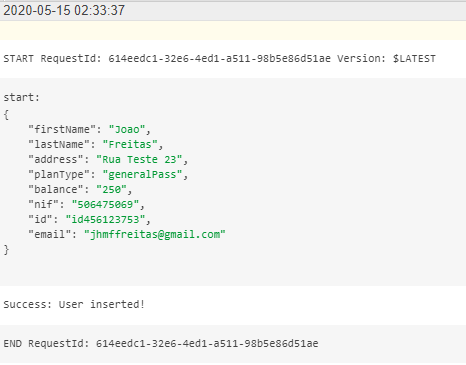 2020-05-15 02:33:37
START RequestId: 614eedc1-32e6-4ed1-a511-98b5e86d51ae Version: $LATEST
start:
{
"firstName": "Joao",
"lastName": "Freitas",
"address": "Rua Teste 23",
"planType": "generalPass",
"balance": "250",
"nif": "506475069",
"id": "id456123753",
"email": "jhmffreitas@gmail.com"
}
Success: User inserted!
END RequestId: 614eedc1-32e6-4ed1-a511-98b5e86d51ae